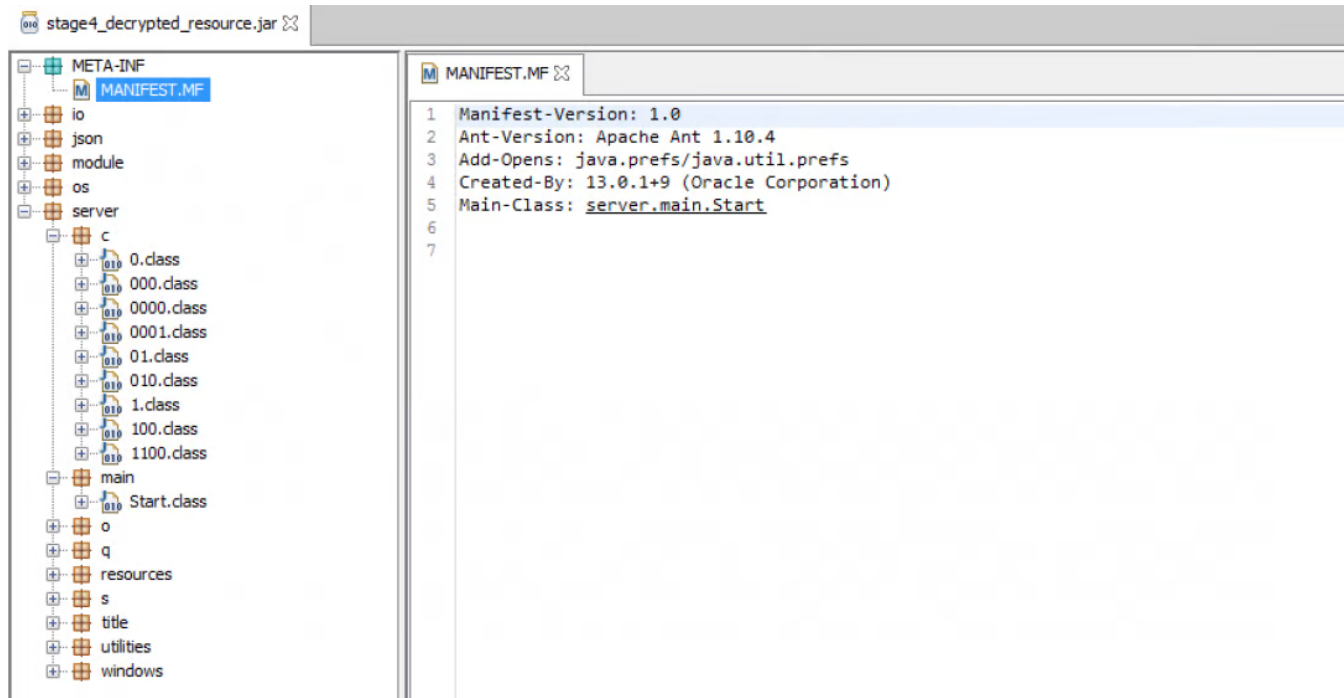 stage4_decrypted_resource.jar
META-INF
MANIFEST.MF
io
json
module
os
server
c
0.class
000.class
0000.class
0001.class
01.class
010.class
1.class
100.class
1100.class
main
Start.class
o
q
resources
s
title
utilities
windows
MANIFEST.MF
1 Manifest-Version: 1.0
2 Ant-Version: Apache Ant 1.10.4
3 Add-Opens: java.prefs/java.util.prefs
4 Created-By: 13.0.1+9 (Oracle Corporation)
5 Main-Class: server.main.Start
6
7